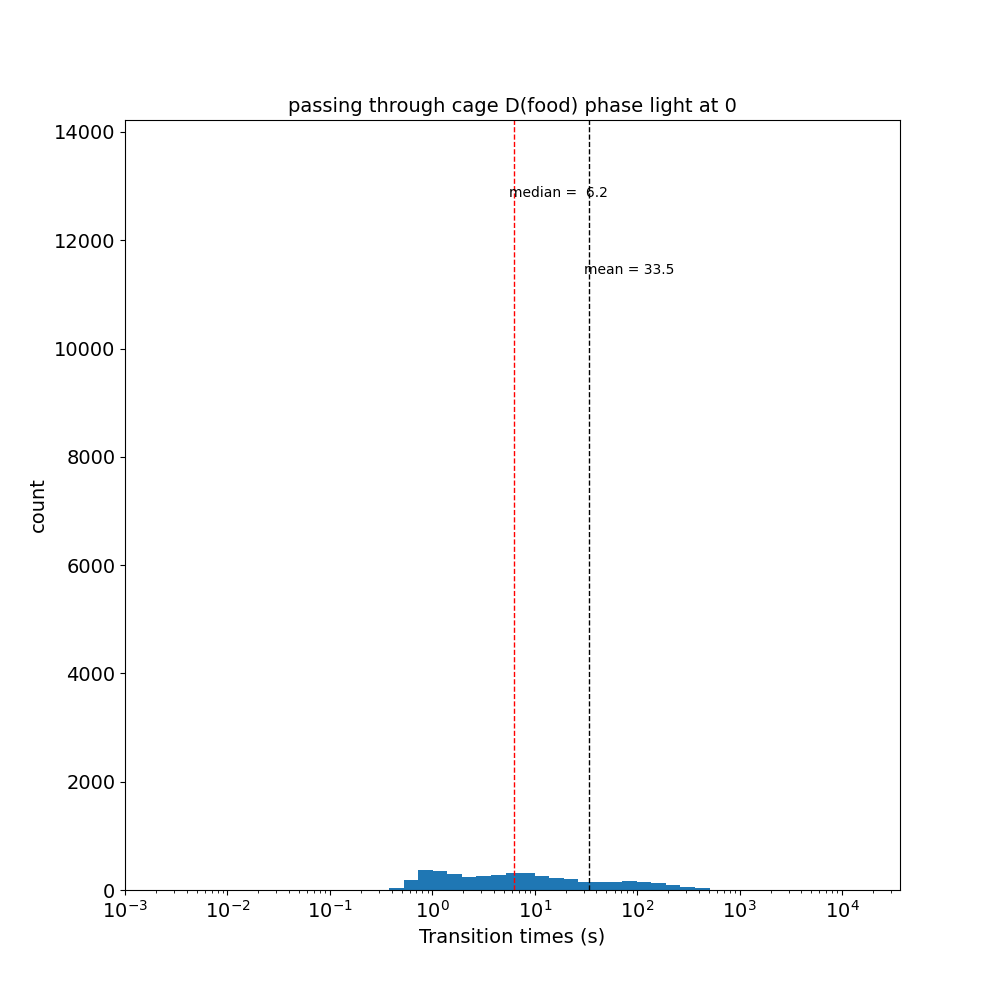 passing through cage D(food) phase light at 0
14000
12000
10000
8000
6000
4000
2000
0
count
median =  6.2
mean = 33.5
10⁻³ 10⁻² 10⁻¹ 10⁰ 10¹ 10² 10³ 10⁴
Transition times (s)